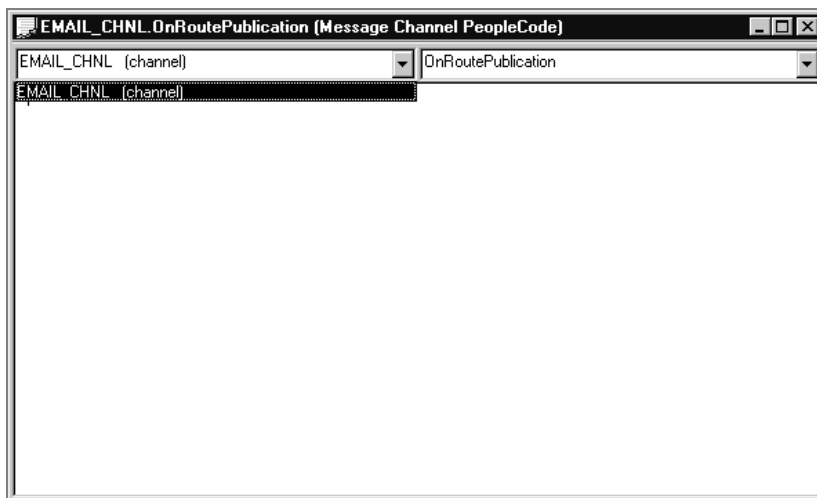 EMAIL_CHNL.OnRoutePublication (Message Channel PeopleCode)
EMAIL_CHNL (channel) OnRoutePublication
EMAIL_CHNL (channel)